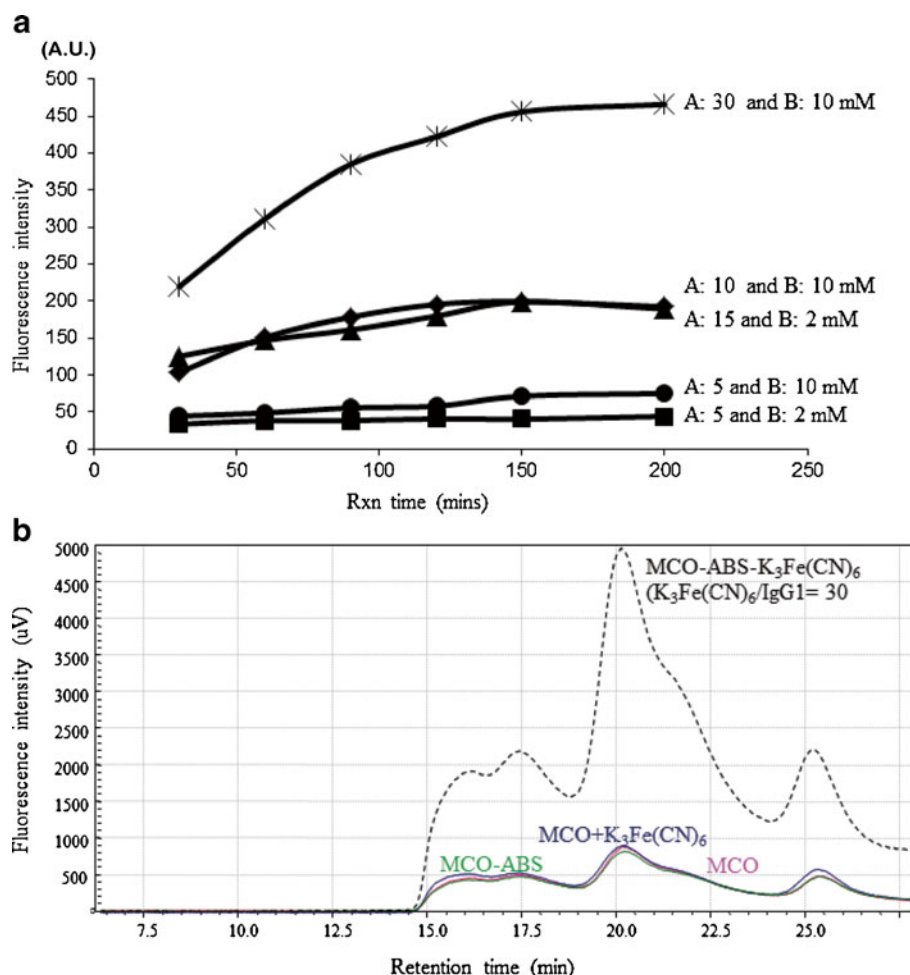 a
(A.U.)
500
450
400
350
300
250
200
150
100
50
0
Fluorescence intensity
A: 30 and B: 10 mM
A: 10 and B: 10 mM
A: 15 and B: 2 mM
A: 5 and B: 10 mM
A: 5 and B: 2 mM
0 50 100 150 200 250
Rxn time (mins)
b
5000
4500
4000
3500
3000
2500
2000
1500
1000
500
0
Fluorescence intensity (uV)
MCO-ABS-K₃Fe(CN)₆
(K₃Fe(CN)₆/IgG1= 30
MCO+K₃Fe(CN)₆
MCO-ABS
MCO
7.5 10.0 12.5 15.0 17.5 20.0 22.5 25.0
Retention time (min)